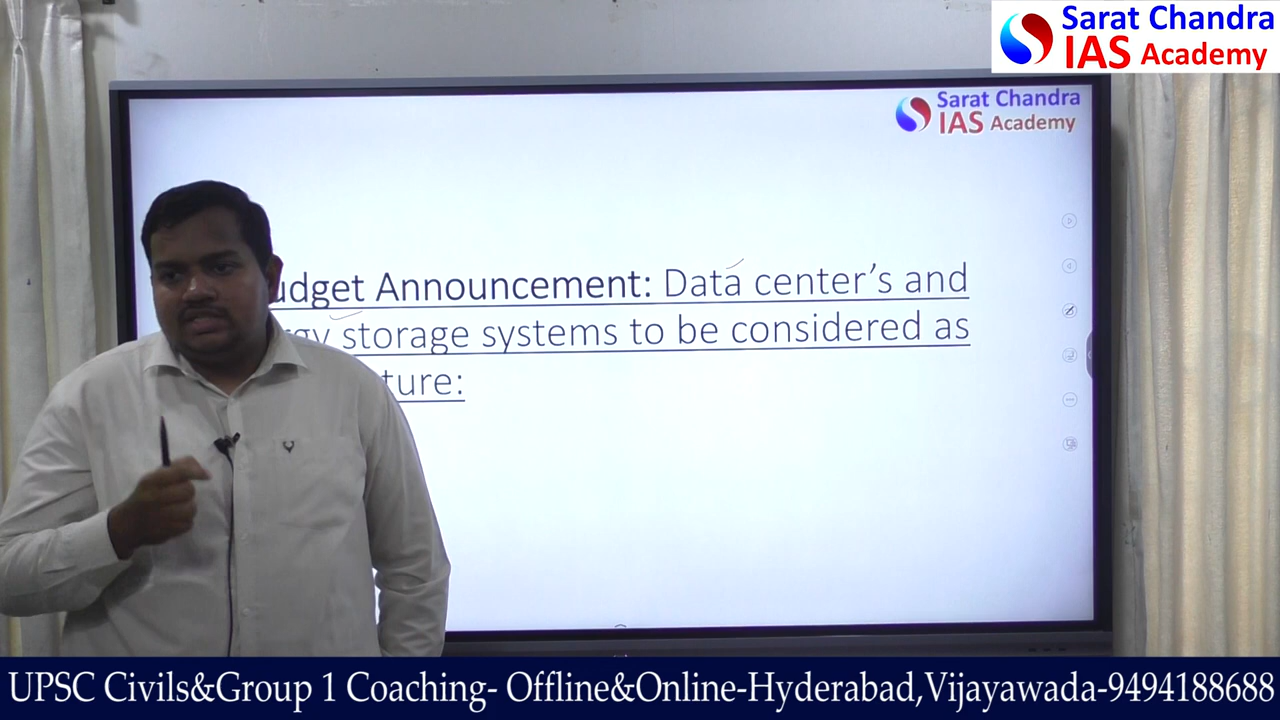 Sarat Chandra
IAS Academy
Sarat Chandra
IAS Academy
udget Announcement: Data center’s and
gy storage systems to be considered as
ture:
UPSC Civils&Group 1 Coaching- Offline&Online-Hyderabad,Vijayawada-9494188688